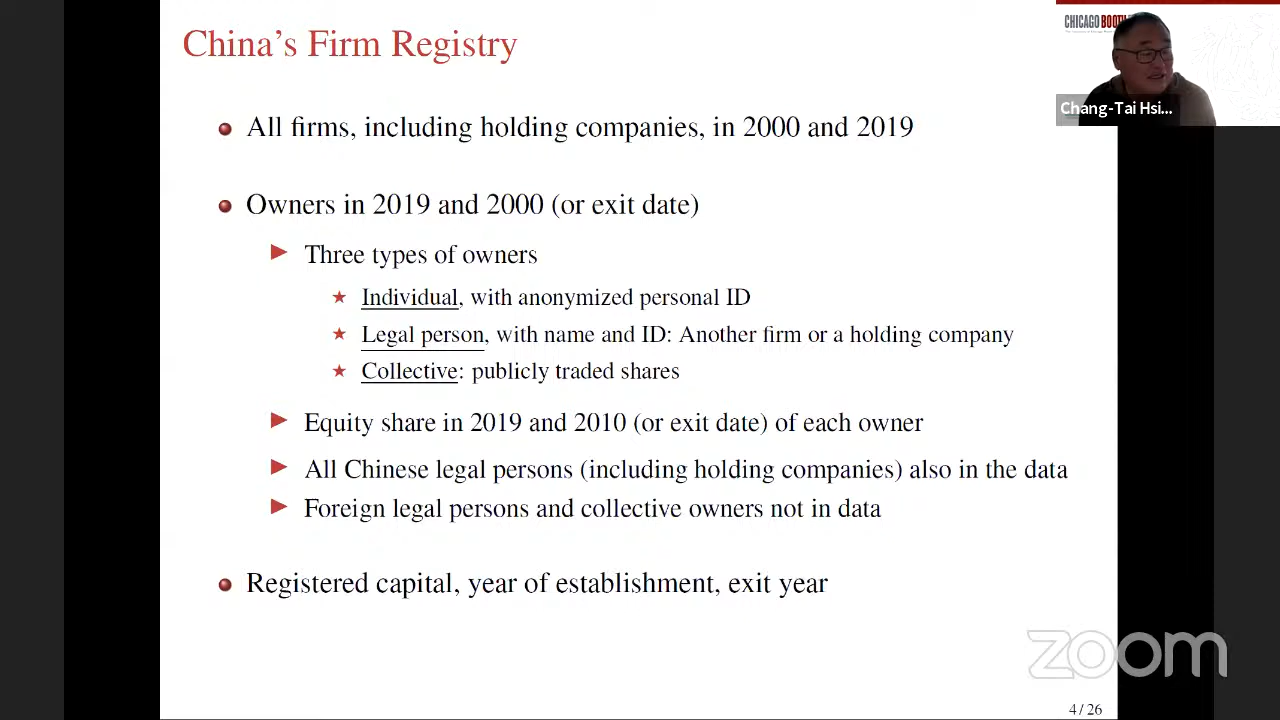 China's Firm Registry
CHICAGO BOOTH
Chang-Tai Hsi...
All firms, including holding companies, in 2000 and 2019
Owners in 2019 and 2000 (or exit date)
Three types of owners
Individual, with anonymized personal ID
Legal person, with name and ID: Another firm or a holding company
Collective: publicly traded shares
Equity share in 2019 and 2010 (or exit date) of each owner
All Chinese legal persons (including holding companies) also in the data
Foreign legal persons and collective owners not in data
Registered capital, year of establishment, exit year
zoom
4 / 26